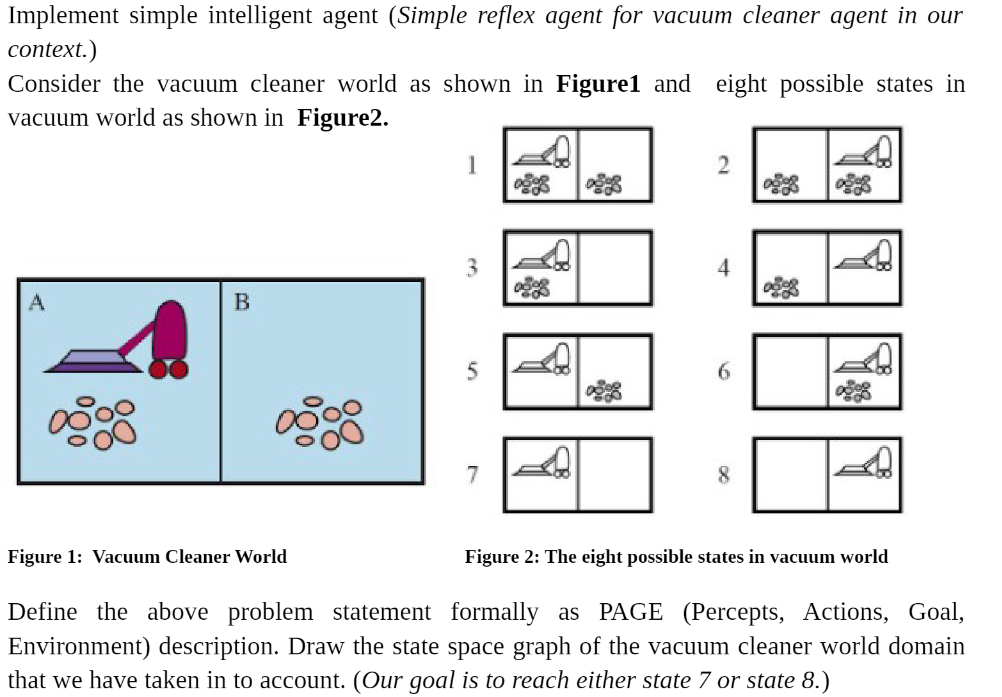 Implement simple intelligent agent (Simple reflex agent for vacuum cleaner agent in our
context.)
Consider the vacuum cleaner world as shown in Figure1 and eight possible states in
vacuum world as shown in Figure2.
1
2
3
4
A
B
5
6
7
8
Figure 1: Vacuum Cleaner World
Figure 2: The eight possible states in vacuum world
Define the above problem statement formally as PAGE (Percepts, Actions, Goal,
Environment) description. Draw the state space graph of the vacuum cleaner world domain
that we have taken in to account. (Our goal is to reach either state 7 or state 8.)